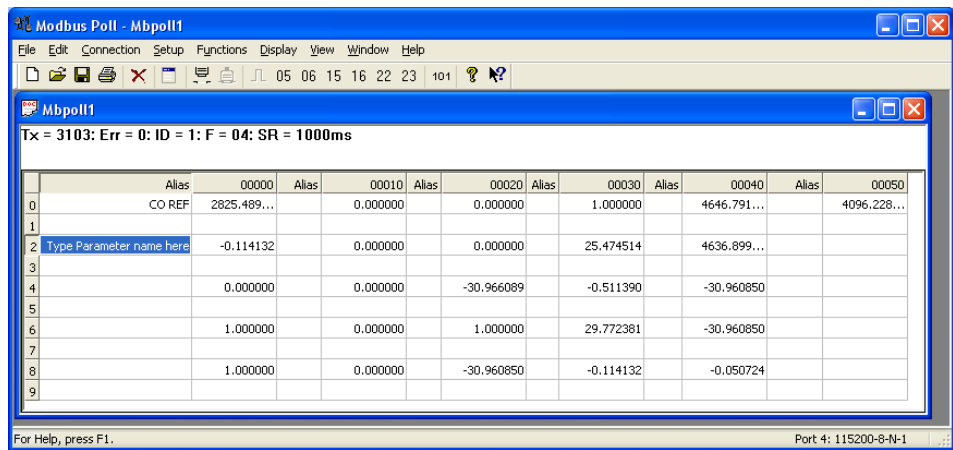 Modbus Poll - Mbpoll1
File Edit Connection Setup Functions Display View Window Help
05 06 15 16 22 23 101
Mbpoll1
Tx = 3103: Err = 0: ID = 1: F = 04: SR = 1000ms
Alias 00000 Alias 00010 Alias 00020 Alias 00030 Alias 00040 Alias 00050
0 CO REF 2825.489... 0.000000 0.000000 1.000000 4646.791... 4096.228...
1
2 Type Parameter name here -0.114132 0.000000 0.000000 25.474514 4636.899...
3
4 0.000000 0.000000 -30.966089 -0.511390 -30.960850
5
6 1.000000 0.000000 1.000000 29.772381 -30.960850
7
8 1.000000 0.000000 -30.960850 -0.114132 -0.050724
9
For Help, press F1. Port 4: 115200-8-N-1